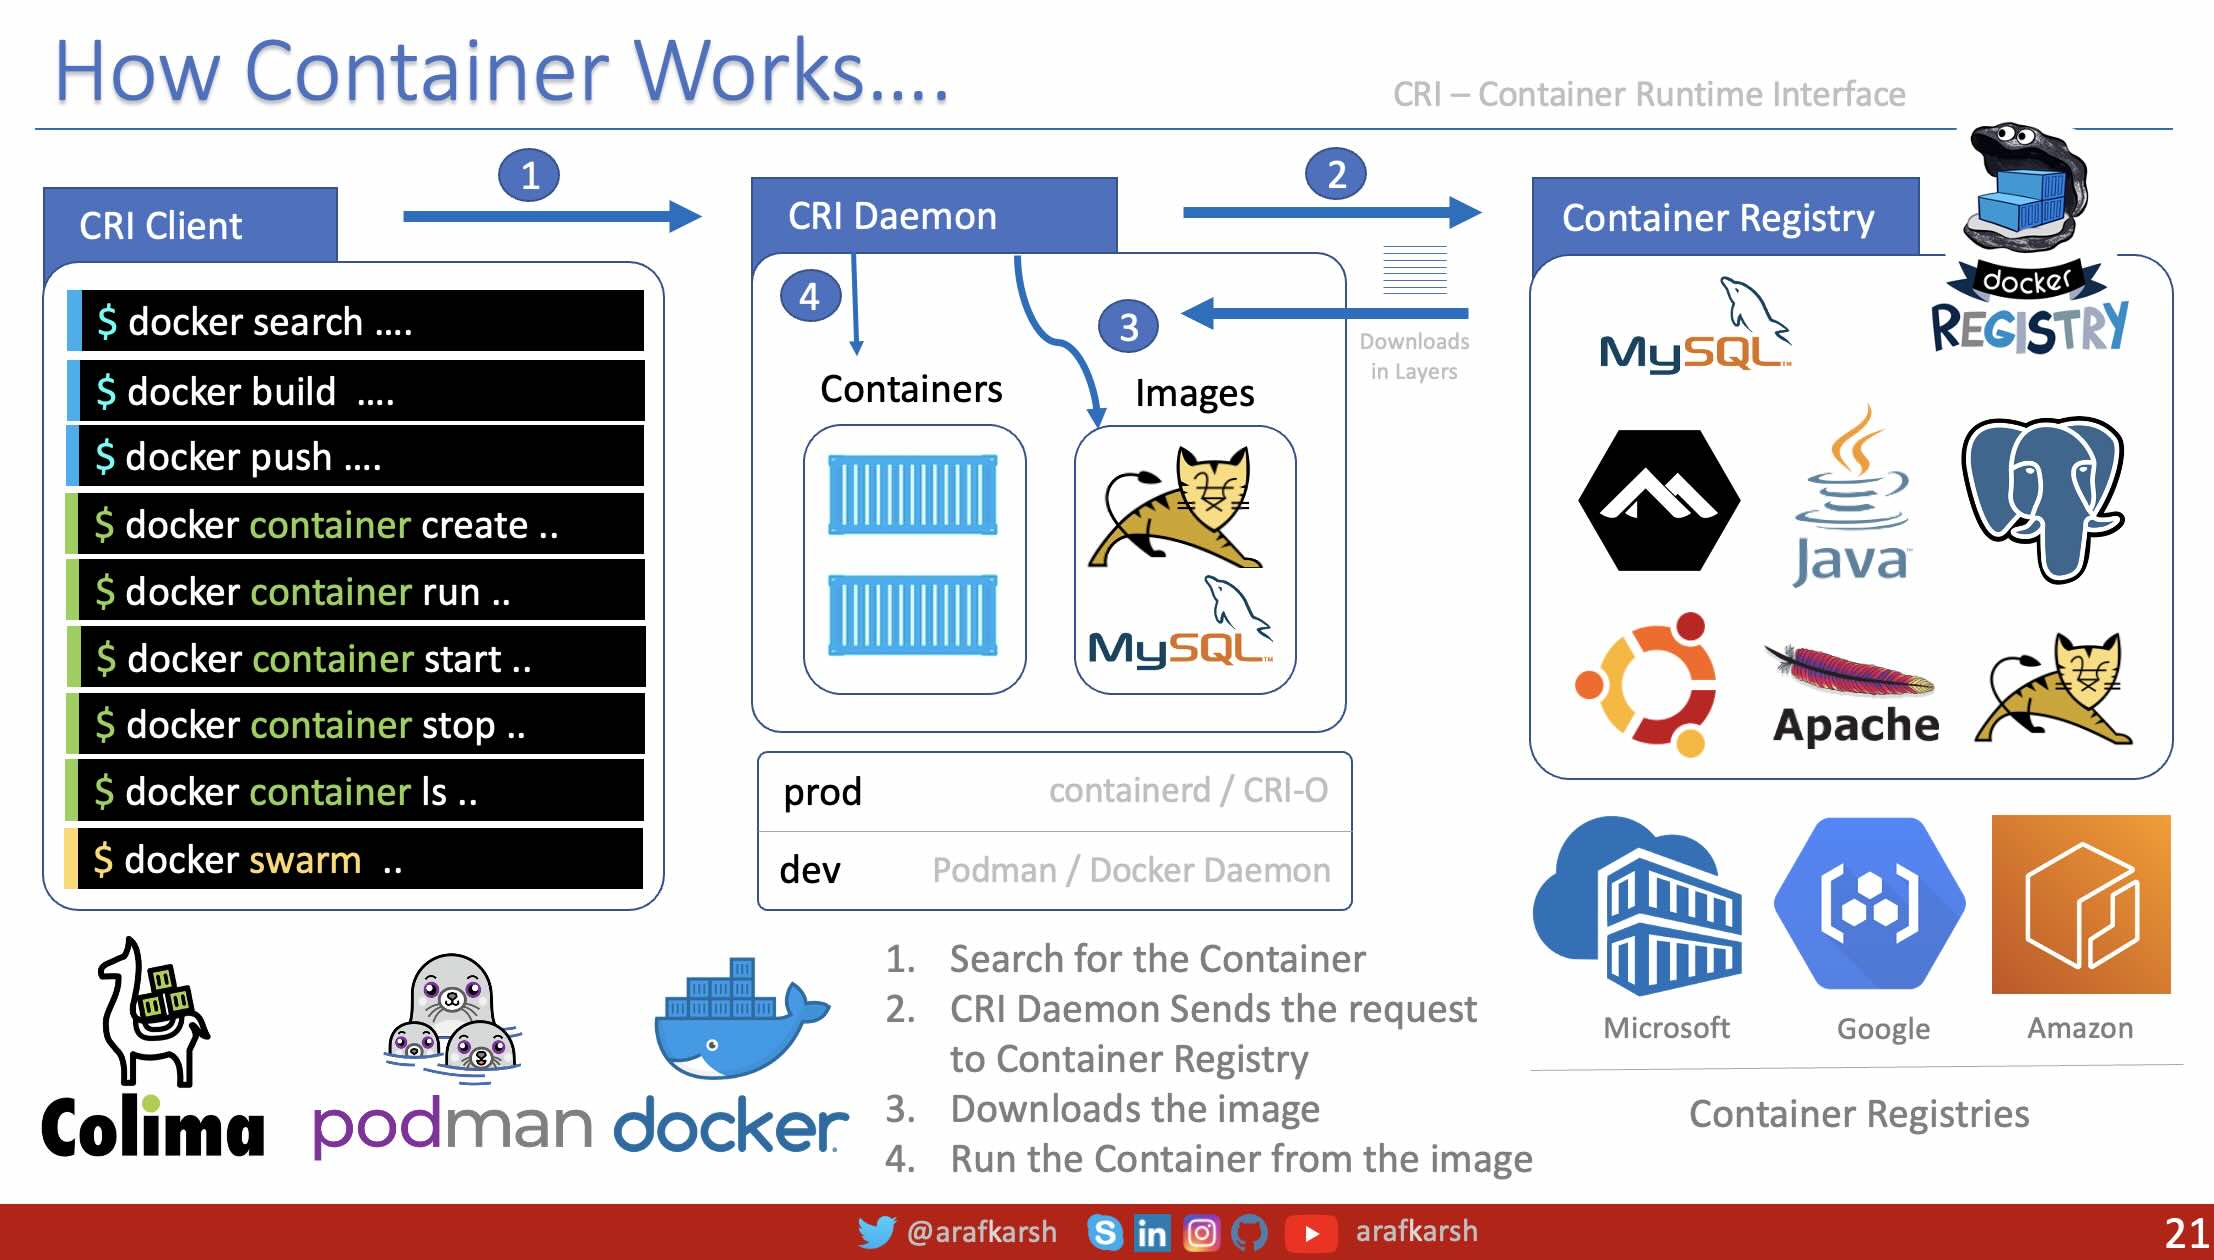 How Container Works....
CRI – Container Runtime Interface
1
2
CRI Client
CRI Daemon
Container Registry
docker
REGISTRY
$ docker search ....
$ docker build ....
$ docker push ....
$ docker container create ..
$ docker container run ..
$ docker container start ..
$ docker container stop ..
$ docker container ls ..
$ docker swarm ..
4
3
Downloads
in Layers
Containers
Images
MySQL™
MySQL™
Java™
Apache
prod containerd / CRI-O
dev Podman / Docker Daemon
Microsoft
Google
Amazon
Container Registries
Colima
podman
docker.
1. Search for the Container
2. CRI Daemon Sends the request
to Container Registry
3. Downloads the image
4. Run the Container from the image
@arafkarsh
S
in
arafkarsh
21